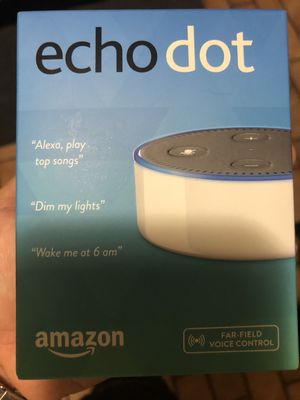 echo dot
“Alexa, play
top songs”
“Dim my lights”
“Wake me at 6 am”
amazon
FAR-FIELD
VOICE CONTROL